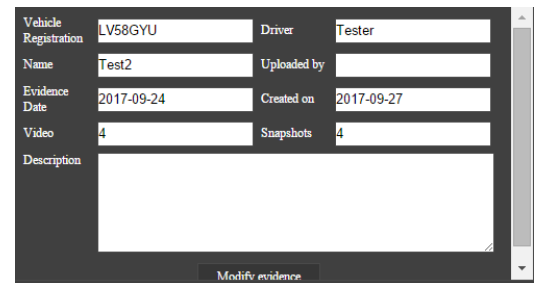 Vehicle
Registration LV58GYU Driver Tester
Name Test2 Uploaded by
Evidence
Date 2017-09-24 Created on 2017-09-27
Video 4 Snapshots 4
Description
Modify evidence